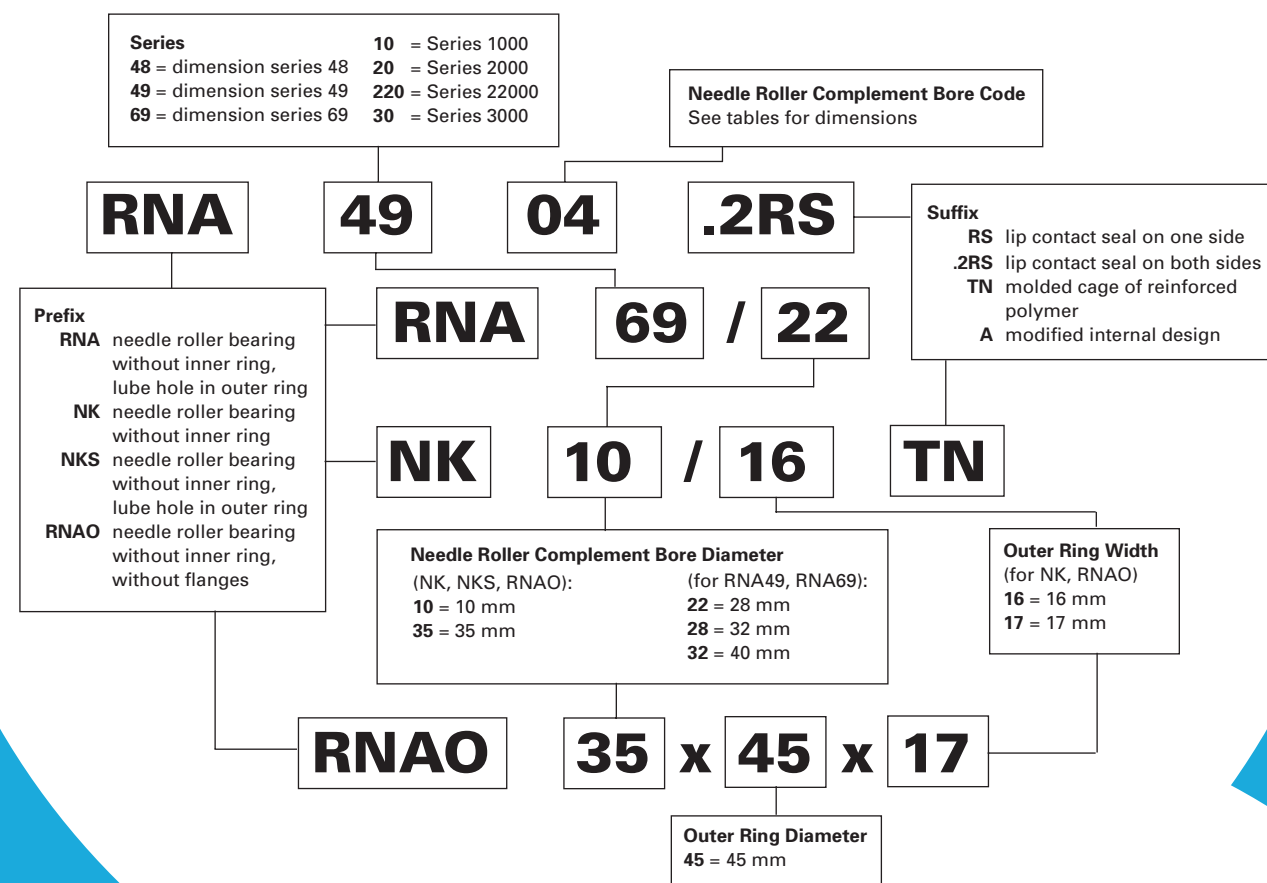 Series
48 = dimension series 48
49 = dimension series 49
69 = dimension series 69
10 = Series 1000
20 = Series 2000
220 = Series 22000
30 = Series 3000
Needle Roller Complement Bore Code
See tables for dimensions
RNA 49 04 .2RS
Suffix
RS lip contact seal on one side
.2RS lip contact seal on both sides
TN molded cage of reinforced
polymer
A modified internal design
Prefix
RNA needle roller bearing
without inner ring,
lube hole in outer ring
NK needle roller bearing
without inner ring
NKS needle roller bearing
without inner ring,
lube hole in outer ring
RNAO needle roller bearing
without inner ring,
without flanges
RNA 69 / 22
NK 10 / 16 TN
Needle Roller Complement Bore Diameter
(NK, NKS, RNAO):
10 = 10 mm
35 = 35 mm
(for RNA49, RNA69):
22 = 28 mm
28 = 32 mm
32 = 40 mm
Outer Ring Width
(for NK, RNAO)
16 = 16 mm
17 = 17 mm
RNAO 35 x 45 x 17
Outer Ring Diameter
45 = 45 mm